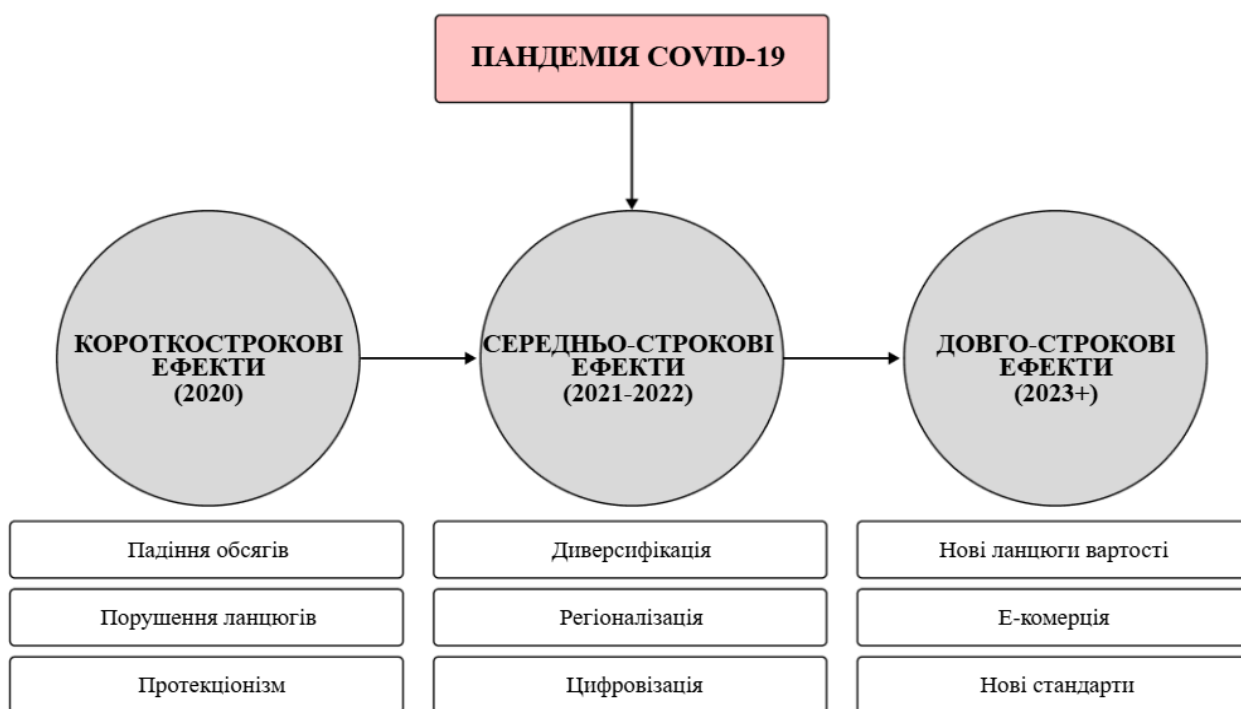 ПАНДЕМІЯ COVID-19
КОРОТКОСТРОКОВІ
ЕФЕКТИ
(2020)
СЕРЕДНЬО-СТРОКОВІ
ЕФЕКТИ
(2021-2022)
ДОВГО-СТРОКОВІ
ЕФЕКТИ
(2023+)
Падіння обсягів
Порушення ланцюгів
Протекціонізм
Диверсифікація
Регіоналізація
Цифровізація
Нові ланцюги вартості
Е-комерція
Нові стандарти